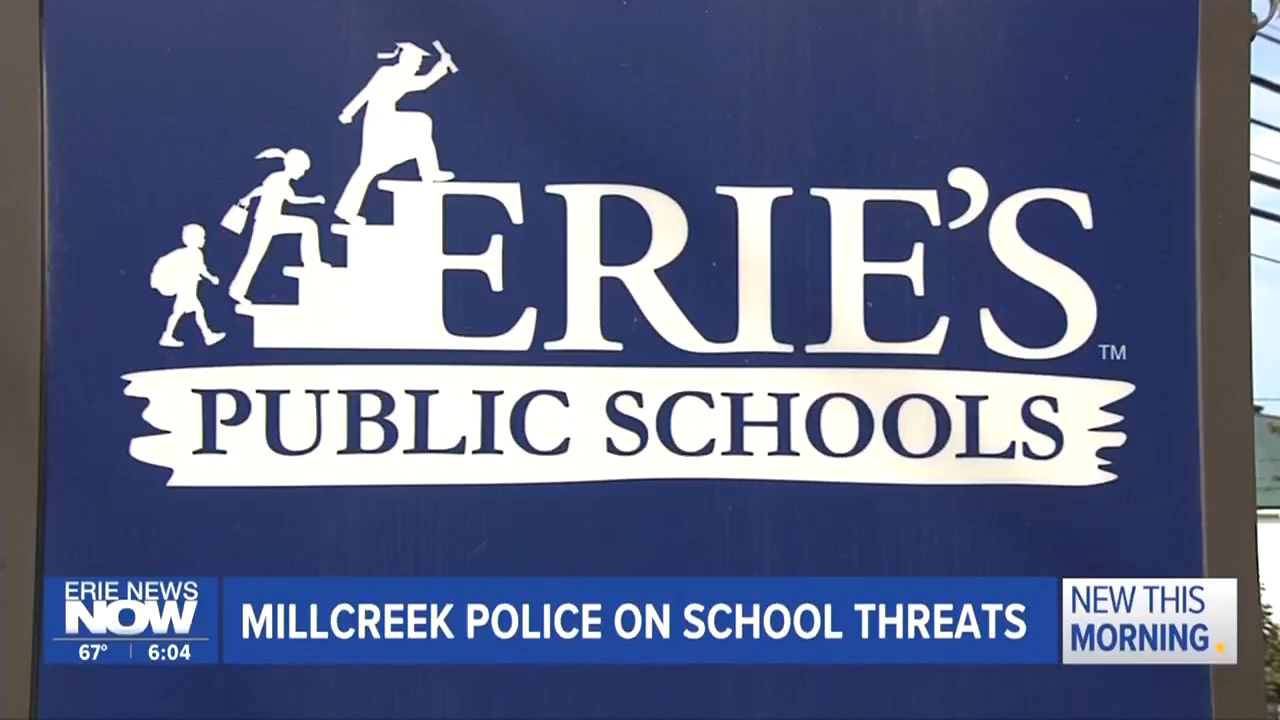 ERIE'S
TM
PUBLIC SCHOOLS
ERIE NEWS
NOW
67° | 6:04
MILLCREEK POLICE ON SCHOOL THREATS
NEW THIS
MORNING.